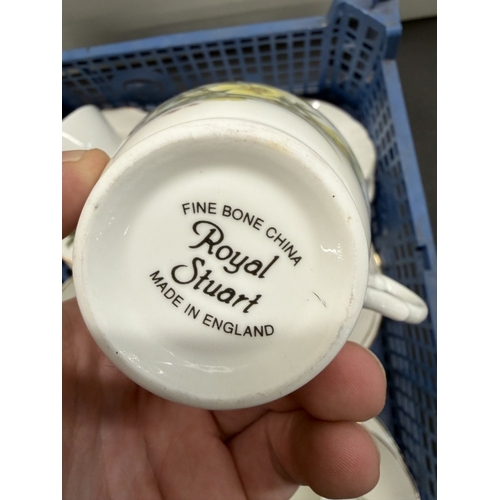 FINE BONE CHINA
Royal
Stuart
MADE IN ENGLAND